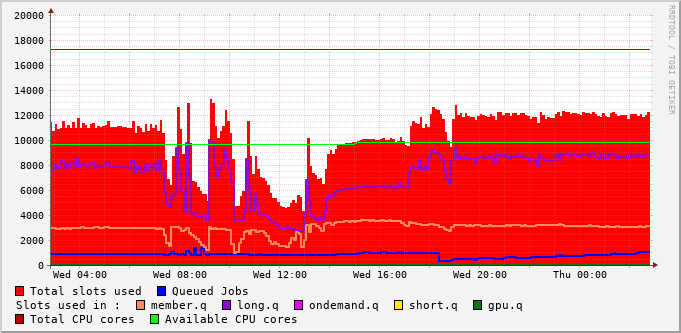 20000
18000
16000
14000
12000
10000
8000
6000
4000
2000
0
Wed 04:00 Wed 08:00 Wed 12:00 Wed 16:00 Wed 20:00 Thu 00:00
Total slots used Queued Jobs
Slots used in : member.q long.q ondemand.q short.q gpu.q
Total CPU cores Available CPU cores
RRDTOOL / TOBI OETIKER